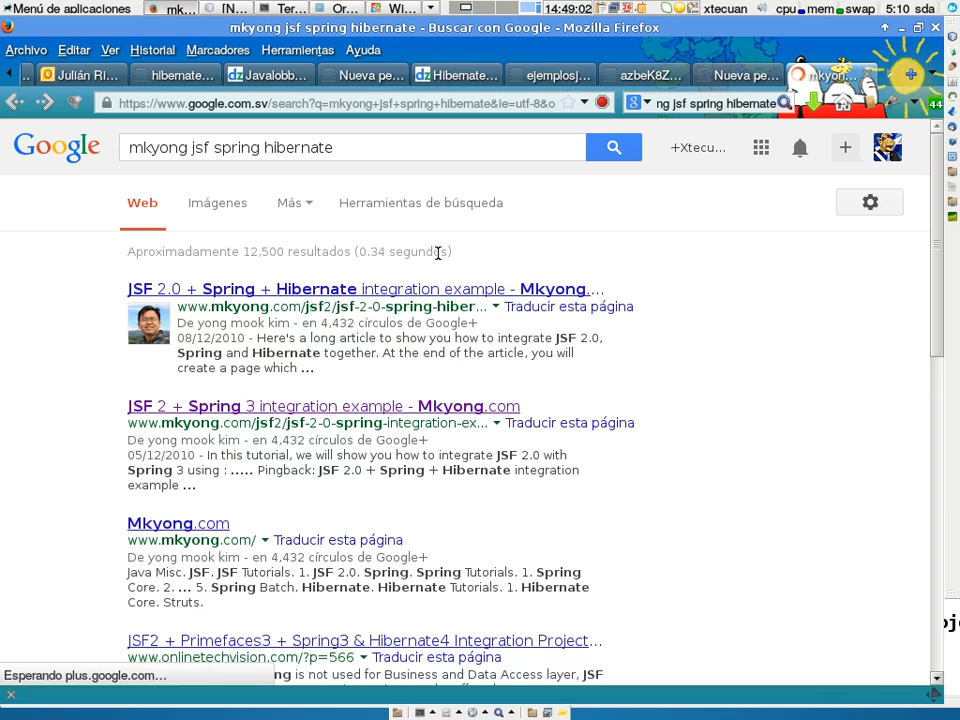 Menú de aplicaciones mk... [N... Ter... Or... Wi... 14:49:02 xtecuan cpu mem swap 5:10 sda
mkyong jsf spring hibernate - Buscar con Google - Mozilla Firefox
Archivo Editar Ver Historial Marcadores Herramientas Ayuda
Julián Ri... hibernate... Javalobb... Nueva pe... Hibernate... ejemplosj... azbeK8Z... Nueva pe... mkyon...
https://www.google.com.sv/search?q=mkyong+jsf+spring+hibernate&ie=utf-8&o ng jsf spring hibernate 44
Google mkyong jsf spring hibernate +Xtecu...
Web Imágenes Más Herramientas de búsqueda
Aproximadamente 12,500 resultados (0.34 segundos)
JSF 2.0 + Spring + Hibernate integration example - Mkyong...
www.mkyong.com/jsf2/jsf-2-0-spring-hiber... Traducir esta página
De yong mook kim - en 4,432 círculos de Google+
08/12/2010 - Here's a long article to show you how to integrate JSF 2.0,
Spring and Hibernate together. At the end of the article, you will
create a page which ...
JSF 2 + Spring 3 integration example - Mkyong.com
www.mkyong.com/jsf2/jsf-2-0-spring-integration-ex... Traducir esta página
De yong mook kim - en 4,432 círculos de Google+
05/12/2010 - In this tutorial, we will show you how to integrate JSF 2.0 with
Spring 3 using : ..... Pingback: JSF 2.0 + Spring + Hibernate integration
example ...
Mkyong.com
www.mkyong.com/ Traducir esta página
De yong mook kim - en 4,432 círculos de Google+
Java Misc. JSF. JSF Tutorials. 1. JSF 2.0. Spring. Spring Tutorials. 1. Spring
Core. 2. ... 5. Spring Batch. Hibernate. Hibernate Tutorials. 1. Hibernate
Core. Struts.
JSF2 + Primefaces3 + Spring3 & Hibernate4 Integration Project...
www.onlinetechvision.com/?p=566 Traducir esta página
Esperando plus.google.com... ng is not used for Business and Data Access layer, JSF